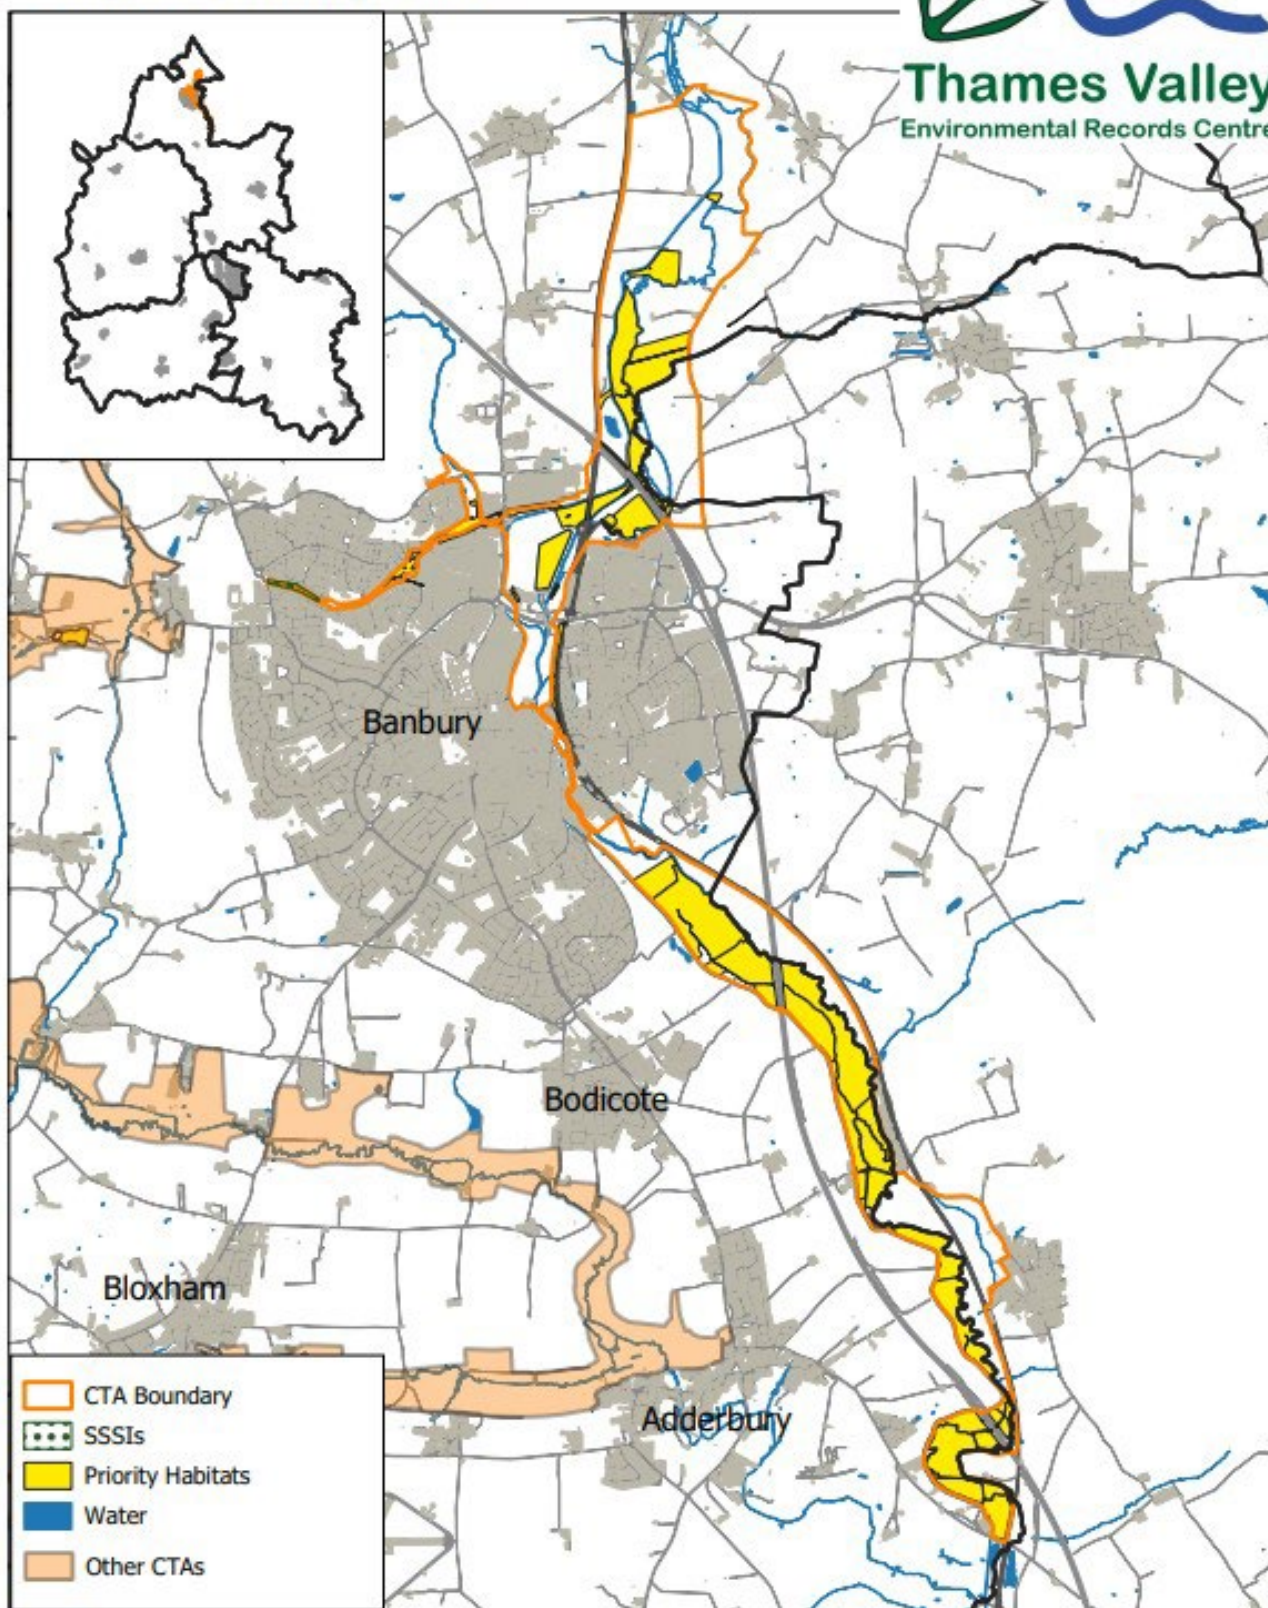 Thames Valley
Environmental Records Centre
Banbury
Bodicote
Bloxham
Adderbury
CTA Boundary
SSSIs
Priority Habitats
Water
Other CTAs